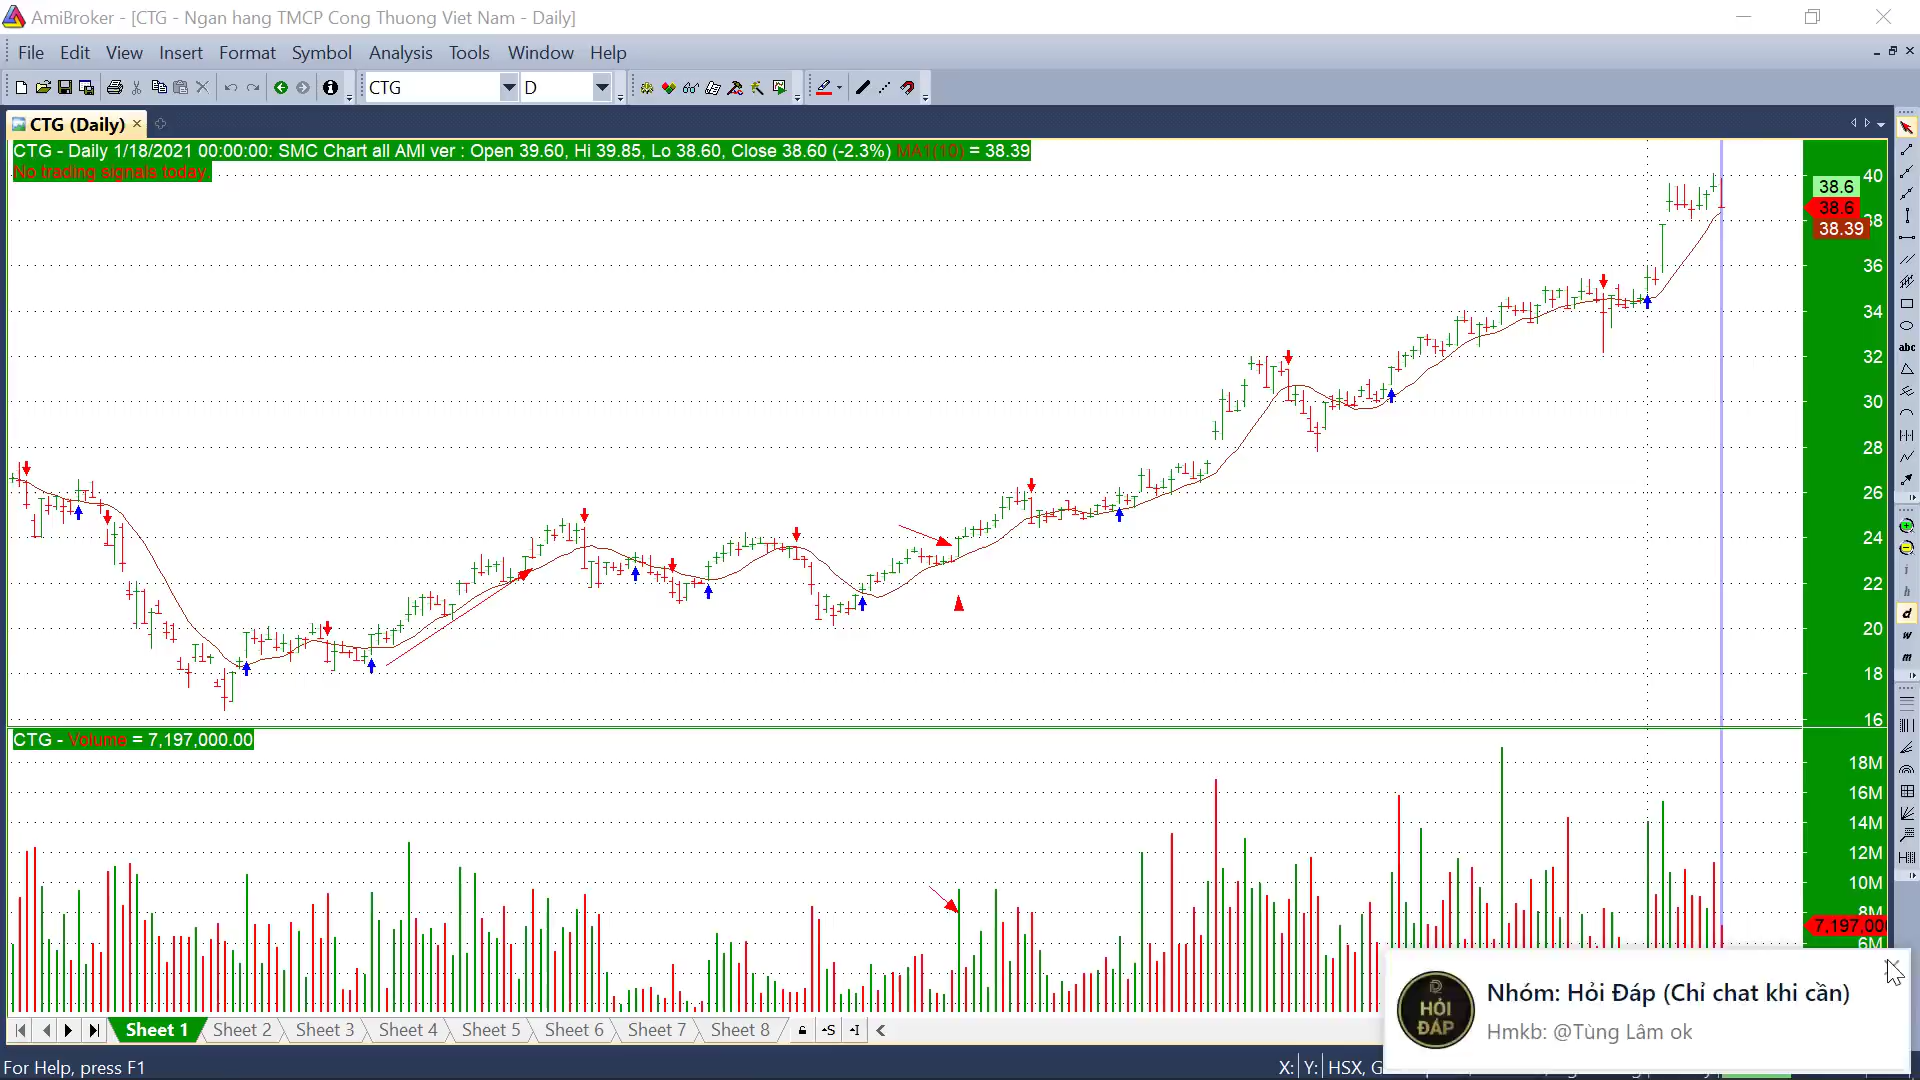 AmiBroker - [CTG - Ngan hang TMCP Cong Thuong Viet Nam - Daily]
File Edit View Insert Format Symbol Analysis Tools Window Help
CTG D
CTG (Daily)
CTG - Daily 1/18/2021 00:00:00: SMC Chart all AMI ver : Open 39.60, Hi 39.85, Lo 38.60, Close 38.60 (-2.3%) MA1(10) = 38.39
No trading signals today
40
38.6
38.6
38
38.39
36
34
32
30
28
26
24
22
20
18
16
CTG - Volume = 7,197,000.00
18M
16M
14M
12M
10M
8M
7,197,00
6M
abc
i
h
d
w
m
Sheet 1 Sheet 2 Sheet 3 Sheet 4 Sheet 5 Sheet 6 Sheet 7 Sheet 8
HỎI ĐÁP
Nhóm: Hỏi Đáp (Chỉ chat khi cần)
Hmkb: @Tùng Lâm ok
For Help, press F1
X: Y: HSX,